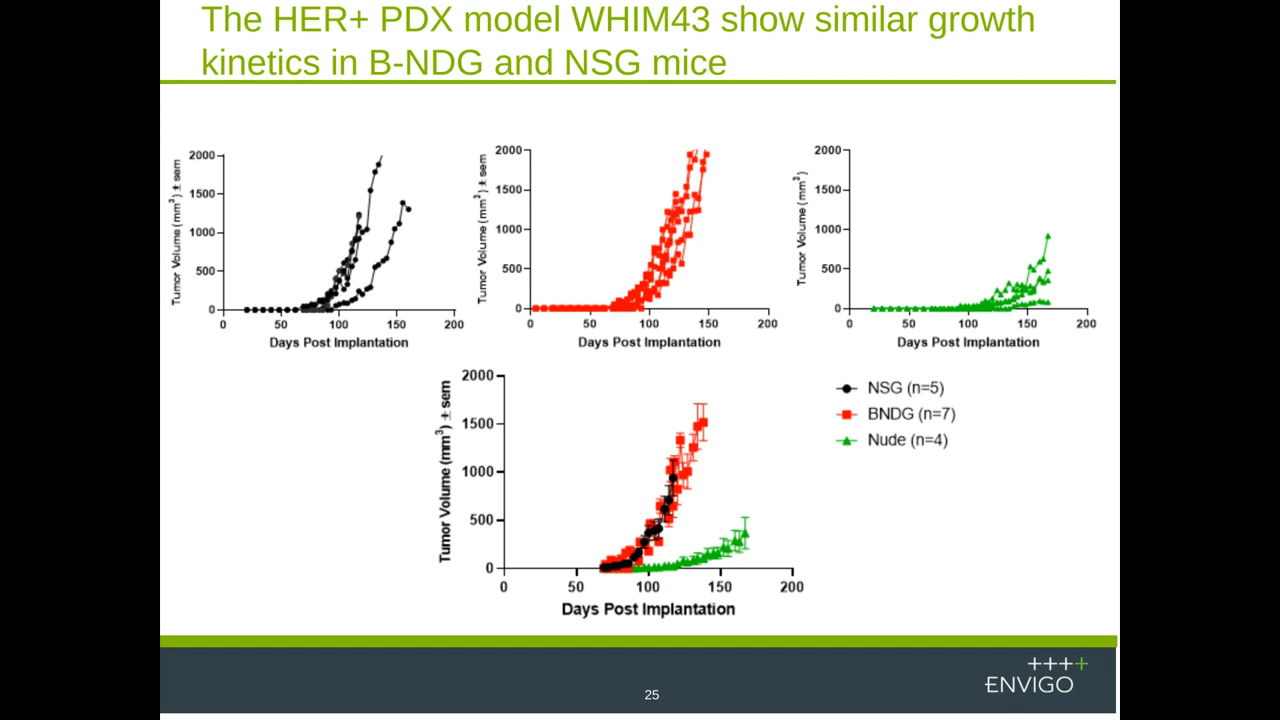 The HER+ PDX model WHIM43 show similar growth
kinetics in B-NDG and NSG mice
Tumor Volume (mm³) ± sem
2000
1500
1000
500
0
0 50 100 150 200
Days Post Implantation
Tumor Volume (mm³) ± sem
2000
1500
1000
500
0
0 50 100 150 200
Days Post Implantation
Tumor Volume (mm³)
2000
1500
1000
500
0
0 50 100 150 200
Days Post Implantation
Tumor Volume (mm³) ± sem
2000
1500
1000
500
0
0 50 100 150 200
Days Post Implantation
NSG (n=5)
BNDG (n=7)
Nude (n=4)
25
++++
ENVIGO